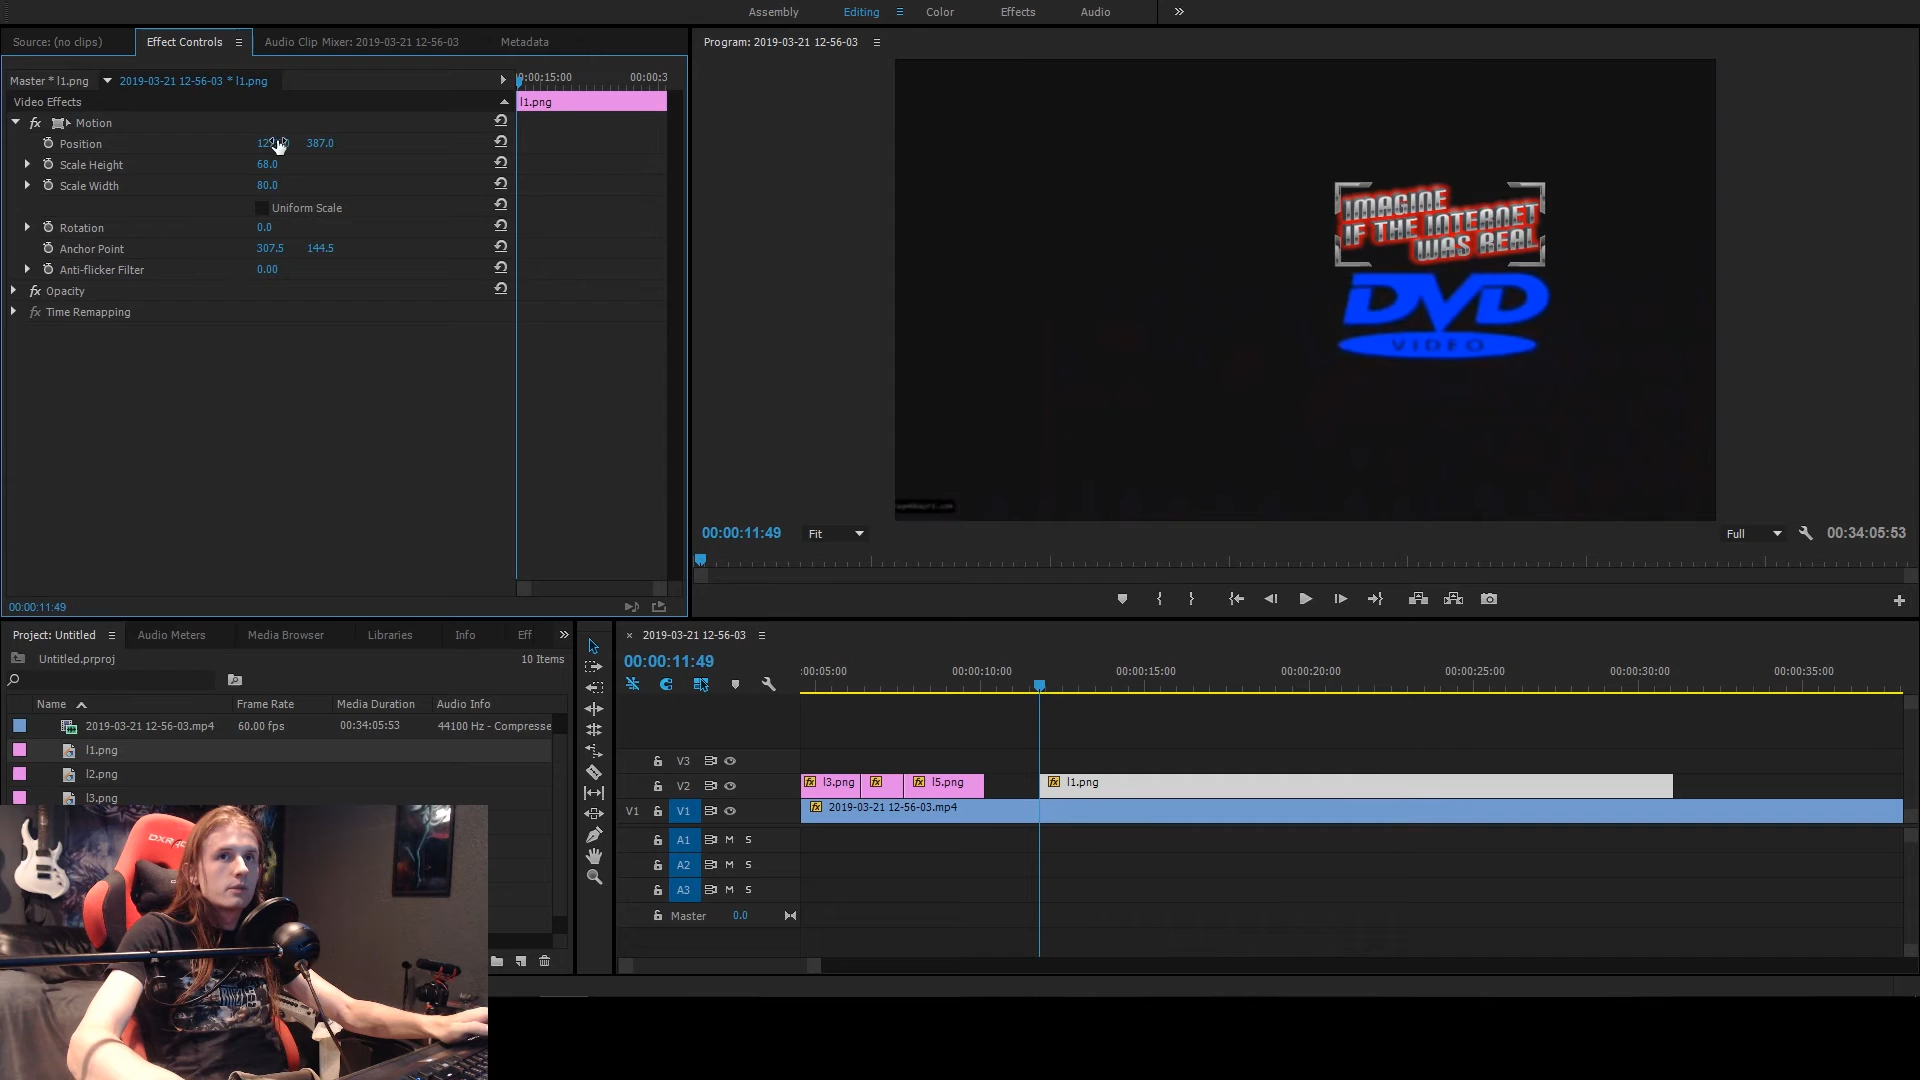 Assembly
Editing
Color
Effects
Audio
Source: (no clips)
Effect Controls
Audio Clip Mixer: 2019-03-21 12-56-03
Metadata
Program: 2019-03-21 12-56-03
Master * l1.png
2019-03-21 12-56-03 * l1.png
00:00:3
Video Effects
l1.png
fx Motion
Position
387.0
Scale Height
68.0
Scale Width
80.0
Uniform Scale
Rotation
0.0
Anchor Point
307.5 144.5
Anti-flicker Filter
0.00
fx Opacity
fx Time Remapping
IMAGINE
IF THE INTERNET
WAS REAL
DVD
VIDEO
00:00:11:49
Fit
Full
00:34:05:53
00:00:11:49
Project: Untitled
Audio Meters
Media Browser
Libraries
Info
Eff
Untitled.prproj
10 Items
Name
Frame Rate
Media Duration
Audio Info
2019-03-21 12-56-03.mp4
60.00 fps
00:34:05:53
44100 Hz - Compresse
l1.png
l2.png
l3.png
2019-03-21 12-56-03
00:00:11:49
:00:05:00
00:00:10:00
00:00:15:00
00:00:20:00
00:00:25:00
00:00:30:00
00:00:35:00
V3
V2
fx l3.png
fx
fx l5.png
fx l1.png
V1
V1
fx 2019-03-21 12-56-03.mp4
A1 M S
A2 M S
A3 M S
Master
0.0